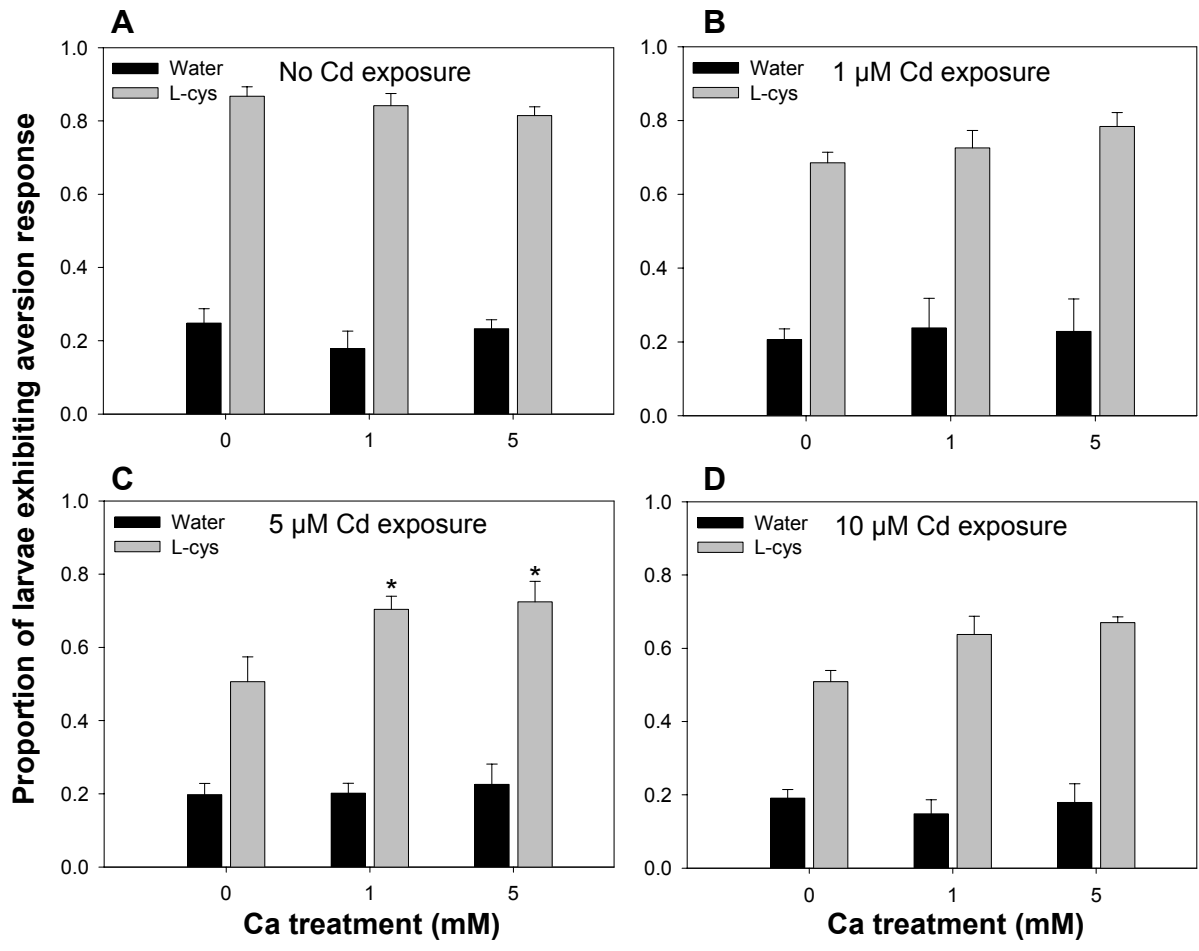 Proportion of larvae exhibiting aversion response
A
Water
L-cys
No Cd exposure
1.0
0.8
0.6
0.4
0.2
0.0
0 1 5
B
Water
L-cys
1 µM Cd exposure
1.0
0.8
0.6
0.4
0.2
0.0
0 1 5
C
Water
L-cys
5 µM Cd exposure
1.0
0.8
0.6
0.4
0.2
0.0
* *
0 1 5
Ca treatment (mM)
D
Water
L-cys
10 µM Cd exposure
1.0
0.8
0.6
0.4
0.2
0.0
0 1 5
Ca treatment (mM)